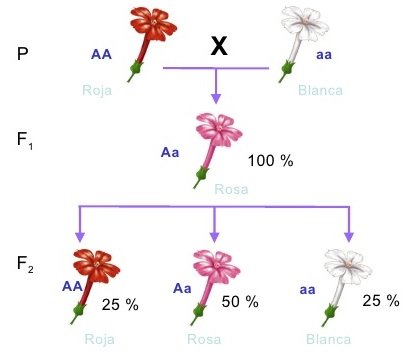 P
AA
X
aa
Roja
Blanca
F1
Aa
100 %
Rosa
F2
AA
25 %
Aa
50 %
aa
25 %
Roja
Rosa
Blanca